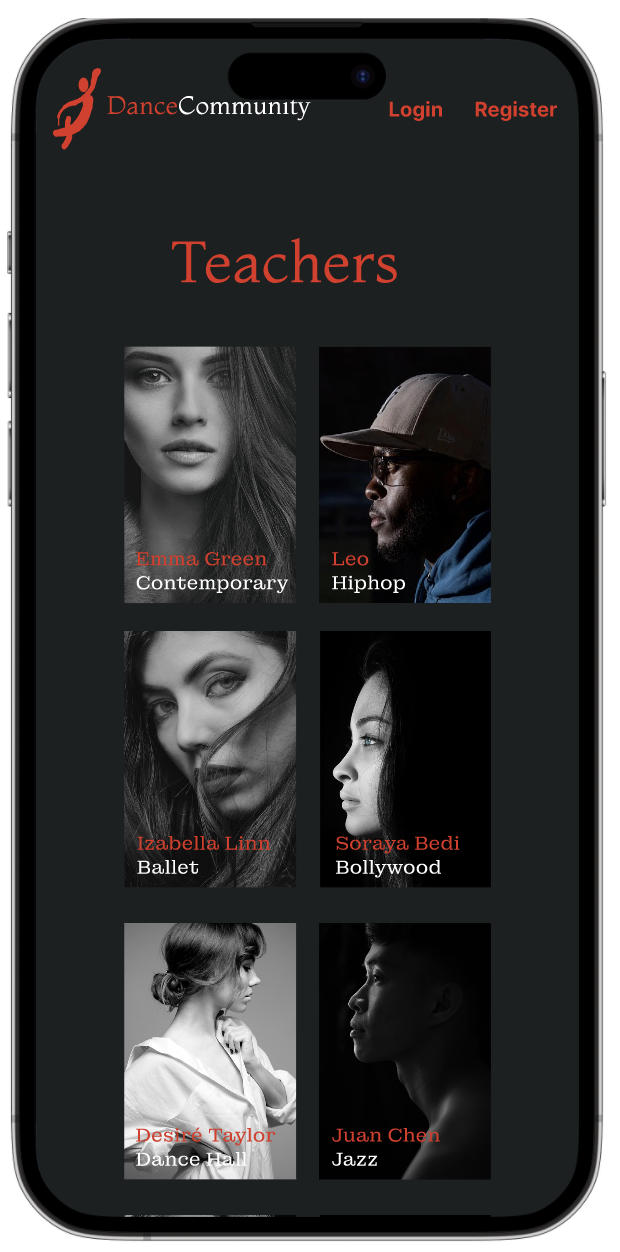 DanceCommunity
Login Register
Teachers
Emma Green
Contemporary
Leo
Hiphop
Izabella Linn
Ballet
Soraya Bedi
Bollywood
Desiré Taylor
Dance Hall
Juan Chen
Jazz